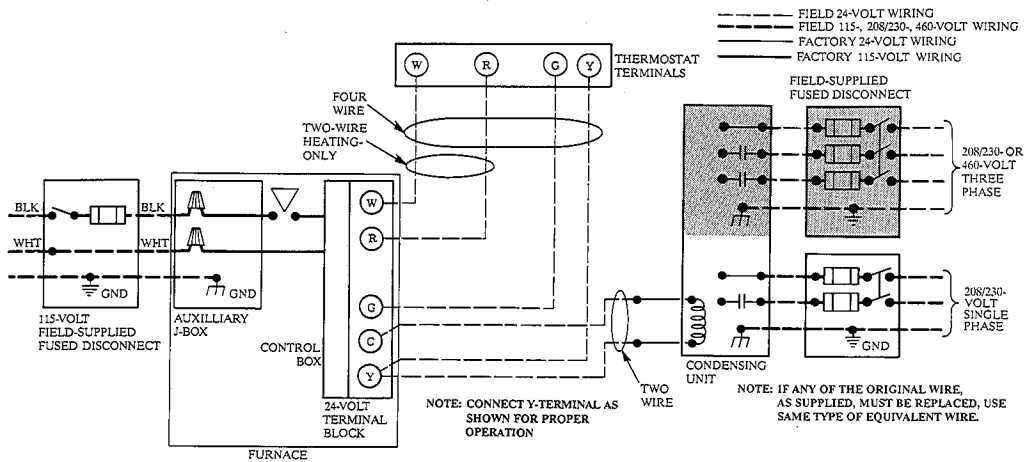 FIELD 24-VOLT WIRING
FIELD 115-, 208/230-, 460-VOLT WIRING
FACTORY 24-VOLT WIRING
FACTORY 115-VOLT WIRING
W
R
G
Y
THERMOSTAT
TERMINALS
FIELD-SUPPLIED
FUSED DISCONNECT
FOUR
WIRE
TWO-WIRE
HEATING-
ONLY
208/230- OR
460-VOLT
THREE
PHASE
BLK
BLK
WHT
WHT
GND
GND
W
R
G
C
Y
115-VOLT
FIELD-SUPPLIED
FUSED DISCONNECT
AUXILLIARY
J-BOX
CONTROL
BOX
24-VOLT
TERMINAL
BLOCK
FURNACE
NOTE: CONNECT Y-TERMINAL AS
SHOWN FOR PROPER
OPERATION
TWO
WIRE
CONDENSING
UNIT
GND
208/230-
VOLT
SINGLE
PHASE
NOTE: IF ANY OF THE ORIGINAL WIRE,
AS SUPPLIED, MUST BE REPLACED, USE
SAME TYPE OF EQUIVALENT WIRE.